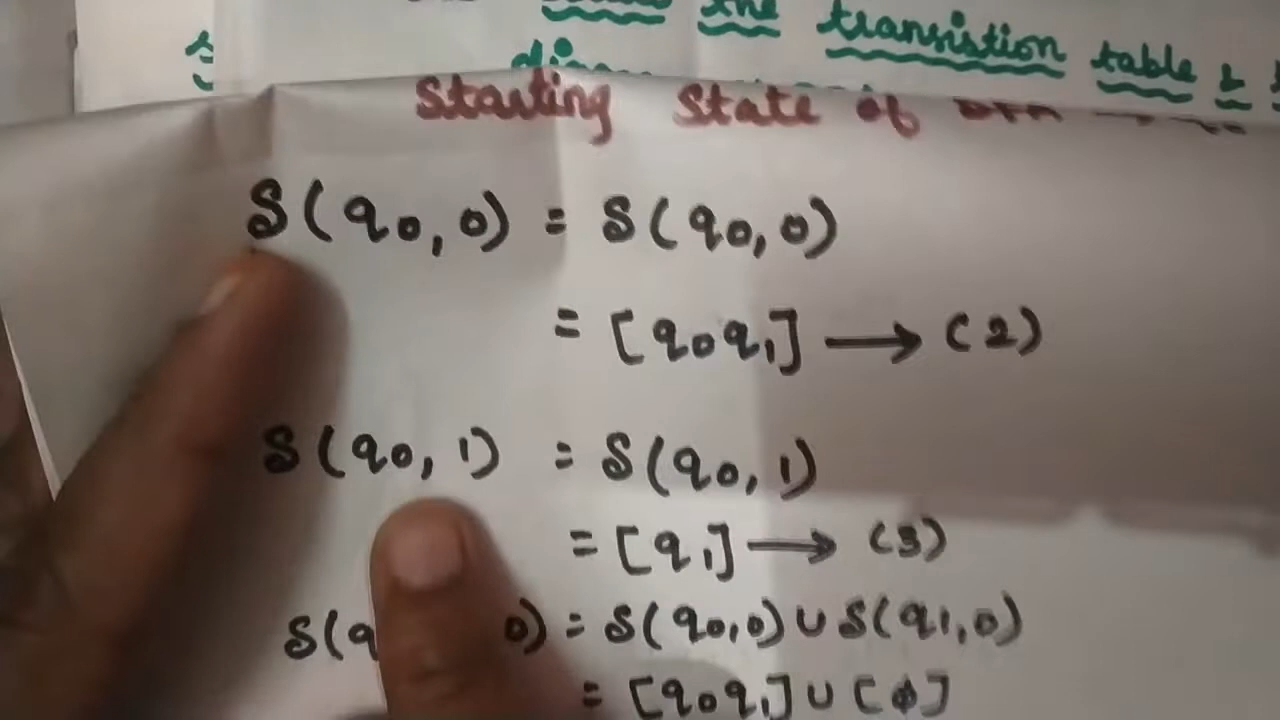 the transistion table &
Starting State of
δ(q0,0) = δ(q0,0)
= [q0q1] → (2)
δ(q0,1) = δ(q0,1)
= [q1] → (3)
δ(q 0) = δ(q0,0) ∪ δ(q1,0)
= [q0q1] ∪ [ϕ]